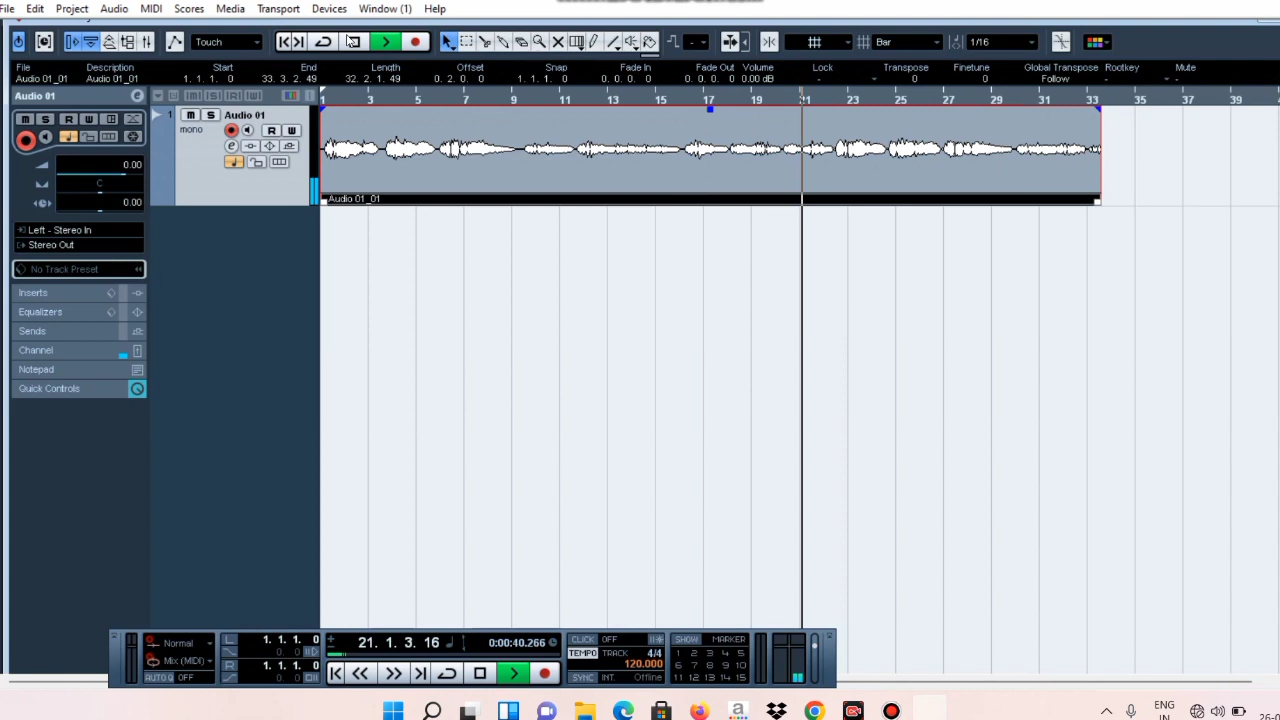 File Edit Project Audio MIDI Scores Media Transport Devices Window (1) Help
Touch - Bar 1/16
File Description Start End Length Offset Snap Fade In Fade Out Volume Lock Transpose Finetune Global Transpose Rootkey Mute
Audio 01_01 Audio 01_01 1. 1. 1. 0 33. 3. 2. 49 32. 2. 1. 49 0. 0. 2. 0. 0 1. 1. 1. 0 0. 0. 0. 0 0. 0. 0. 0 0.00 dB - 0 0 Follow - -
Audio 01 1 3 5 7 9 11 13 15 17 19 21 23 25 27 29 31 33 35 37 39
1 M S Audio 01
M S R W mono R W
e
0.00
C
0.00
Audio 01_01
Left - Stereo In
Stereo Out
No Track Preset
Inserts
Equalizers
Sends
Channel
Notepad
Quick Controls
Normal L 1. 1. 1. 0 21. 1. 3. 16 0:00:40.266 CLICK OFF SHOW MARKER
0. TEMPO TRACK 4/4 1 2 3 4 5
Mix (MIDI) R 1. 1. 1. 0 120.000 6 7 8 9 10
AUTO Q OFF 0. SYNC INT. Offline 11 12 13 14 15
a ENG
IN